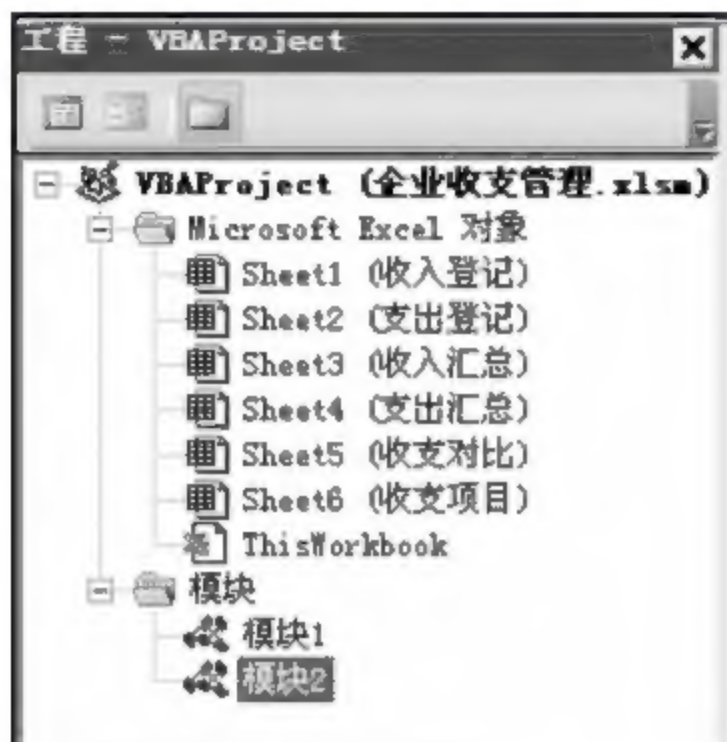 工程 - VBAProject
VBAProject (企业收支管理.xlsm)
Microsoft Excel 对象
Sheet1 (收入登记)
Sheet2 (支出登记)
Sheet3 (收入汇总)
Sheet4 (支出汇总)
Sheet5 (收支对比)
Sheet6 (收支项目)
ThisWorkbook
模块
模块1
模块2